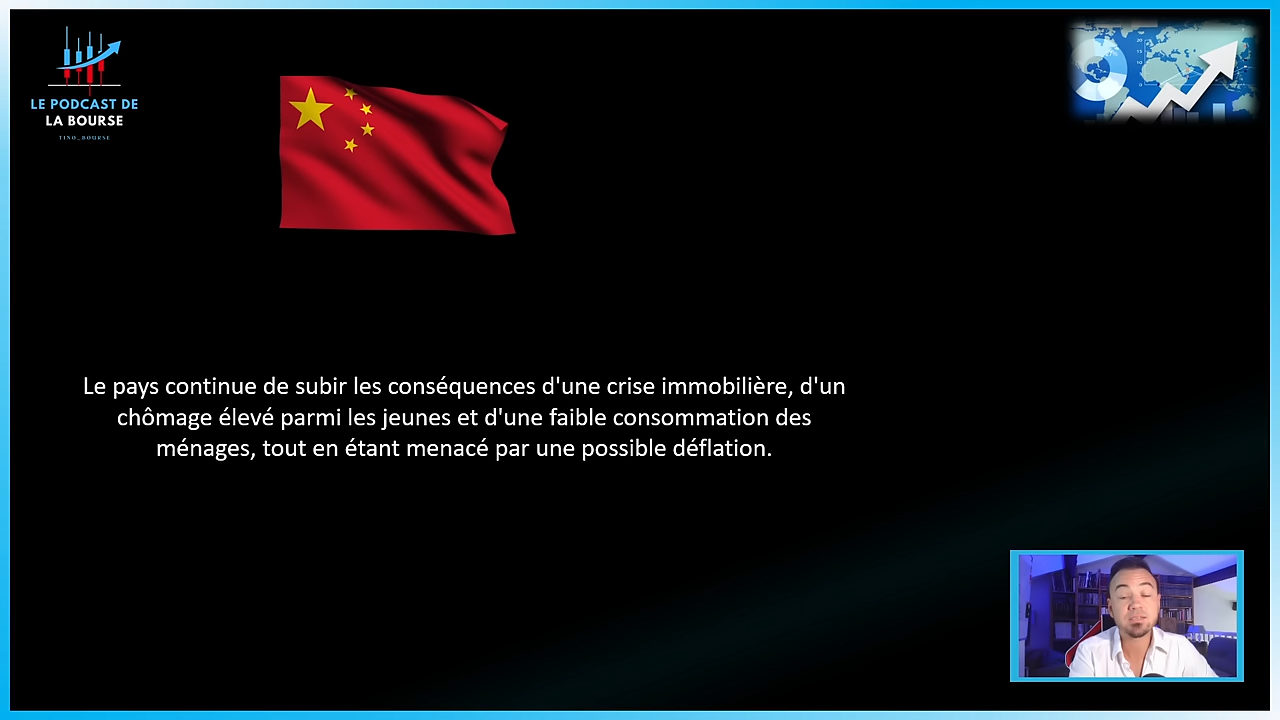 LE PODCAST DE
LA BOURSE
TINO_BOURSE
Le pays continue de subir les conséquences d'une crise immobilière, d'un
chômage élevé parmi les jeunes et d'une faible consommation des
ménages, tout en étant menacé par une possible déflation.